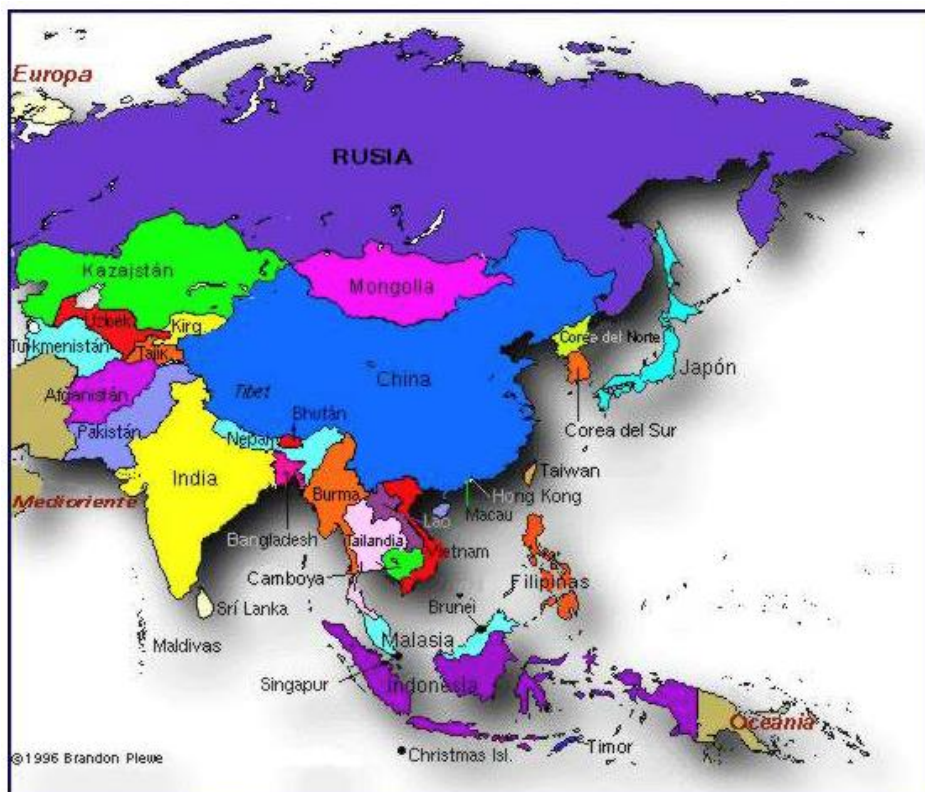 Europa
RUSIA
Kazajstán
Mongolia
Uzbek
Kirg.
Turkmenistán
Tajik.
Corea del Norte
Japón
China
Afganistán
Tibet
Pakistán
Bhután
Nepal
Corea del Sur
India
Taiwan
Medioriente
Burma
Hong Kong
Macau
Lao
Bangladesh
Tailandia
Vietnam
Camboya
Filipinas
Srí Lanka
Brunei
Maldivas
Malasia
Singapur
Indonesia
Oceania
Timor
Christmas Isl.
©1996 Brandon Plewe